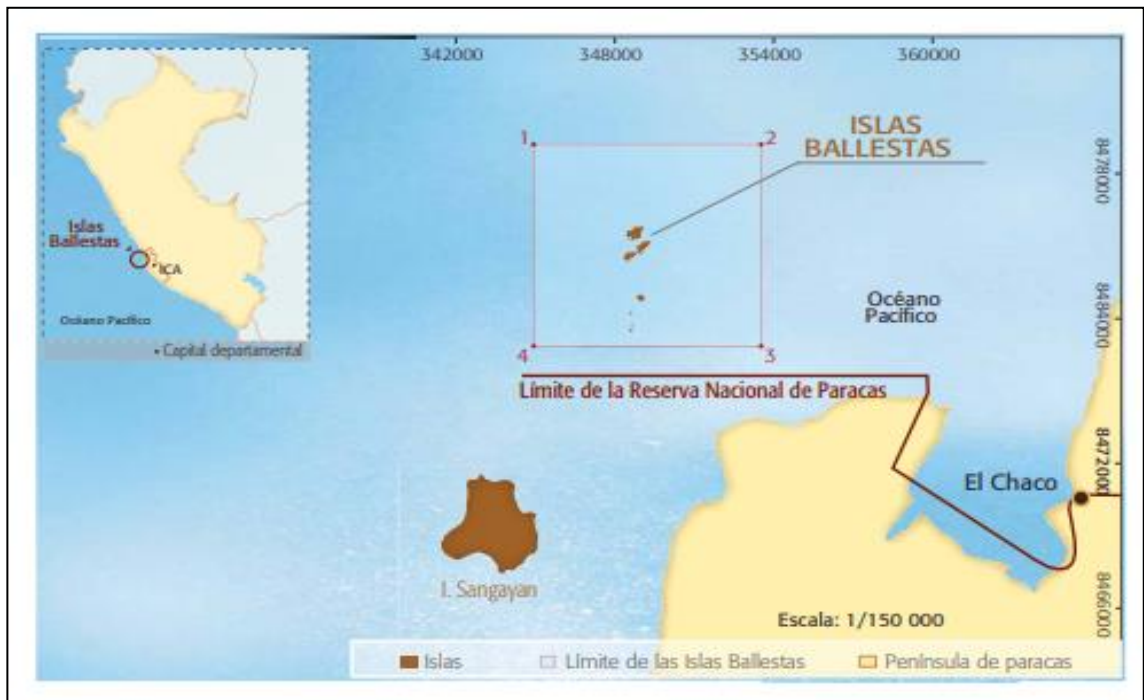 342000 348000 354000 360000
Islas
Ballestas
ICA
Océano Pacífico
• Capital departamental
1
2
ISLAS
BALLESTAS
8478000
Océano
Pacífico
8484000
4
3
Límite de la Reserva Nacional de Paracas
8472000
El Chaco
I. Sangayan
8466000
Escala: 1/150 000
Islas
Límite de las Islas Ballestas
Península de paracas